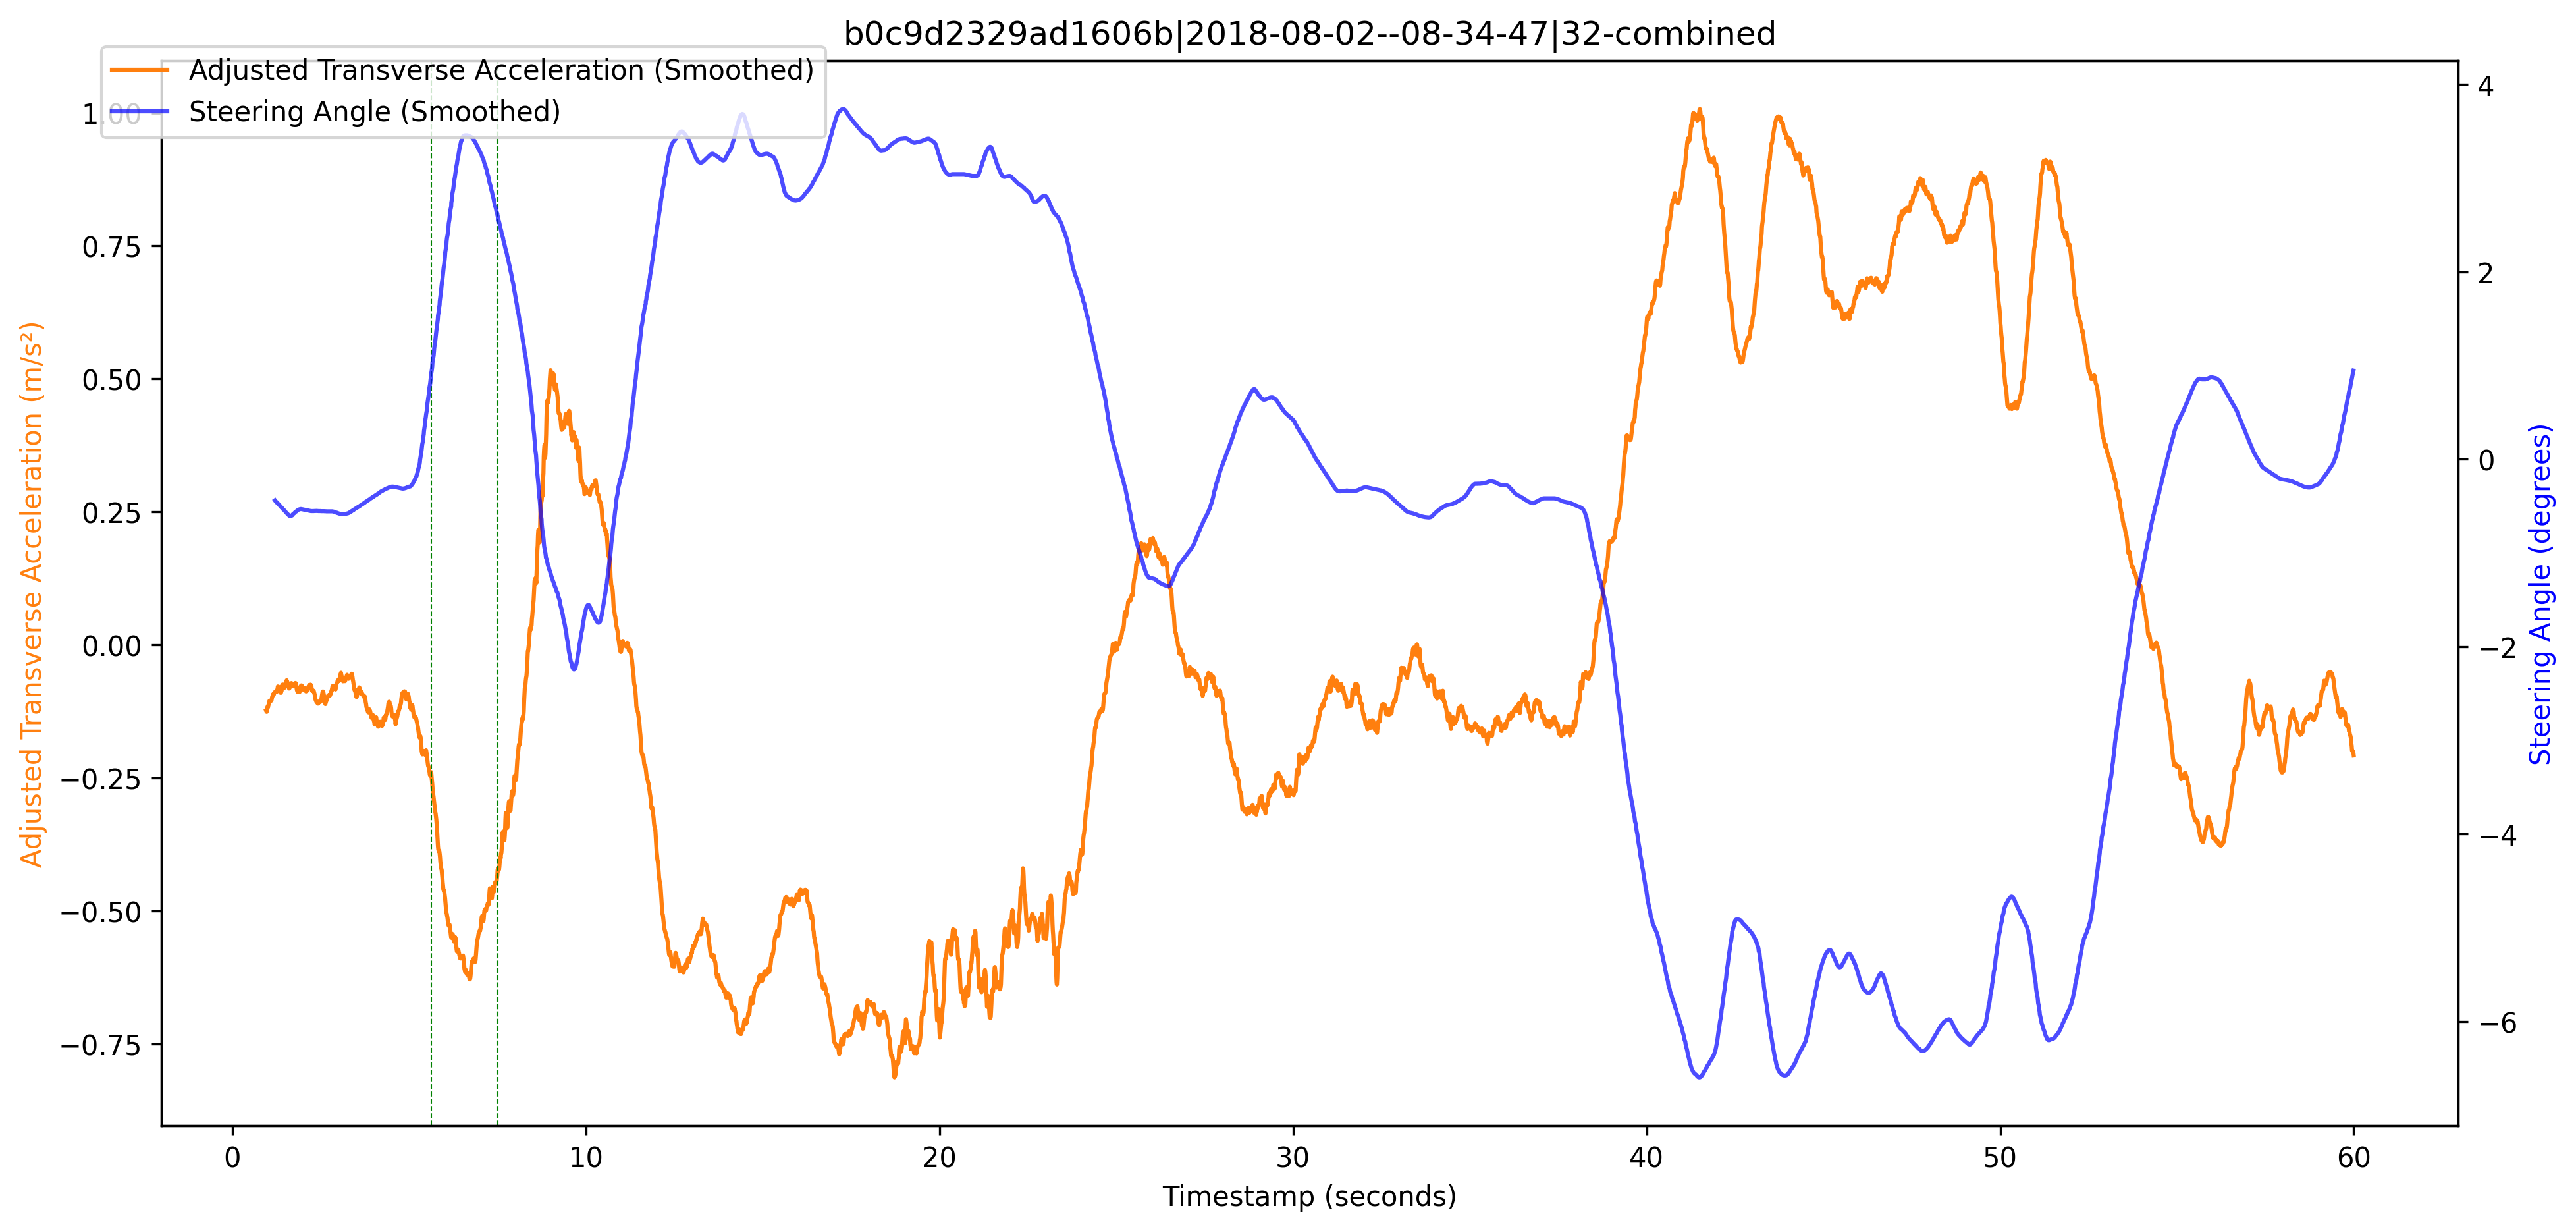 b0c9d2329ad1606b|2018-08-02--08-34-47|32-combined
Adjusted Transverse Acceleration (Smoothed)
Steering Angle (Smoothed)
1.00
0.75
0.50
0.25
0.00
−0.25
−0.50
−0.75
Adjusted Transverse Acceleration (m/s²)
4
2
0
−2
−4
−6
Steering Angle (degrees)
0 10 20 30 40 50 60
Timestamp (seconds)